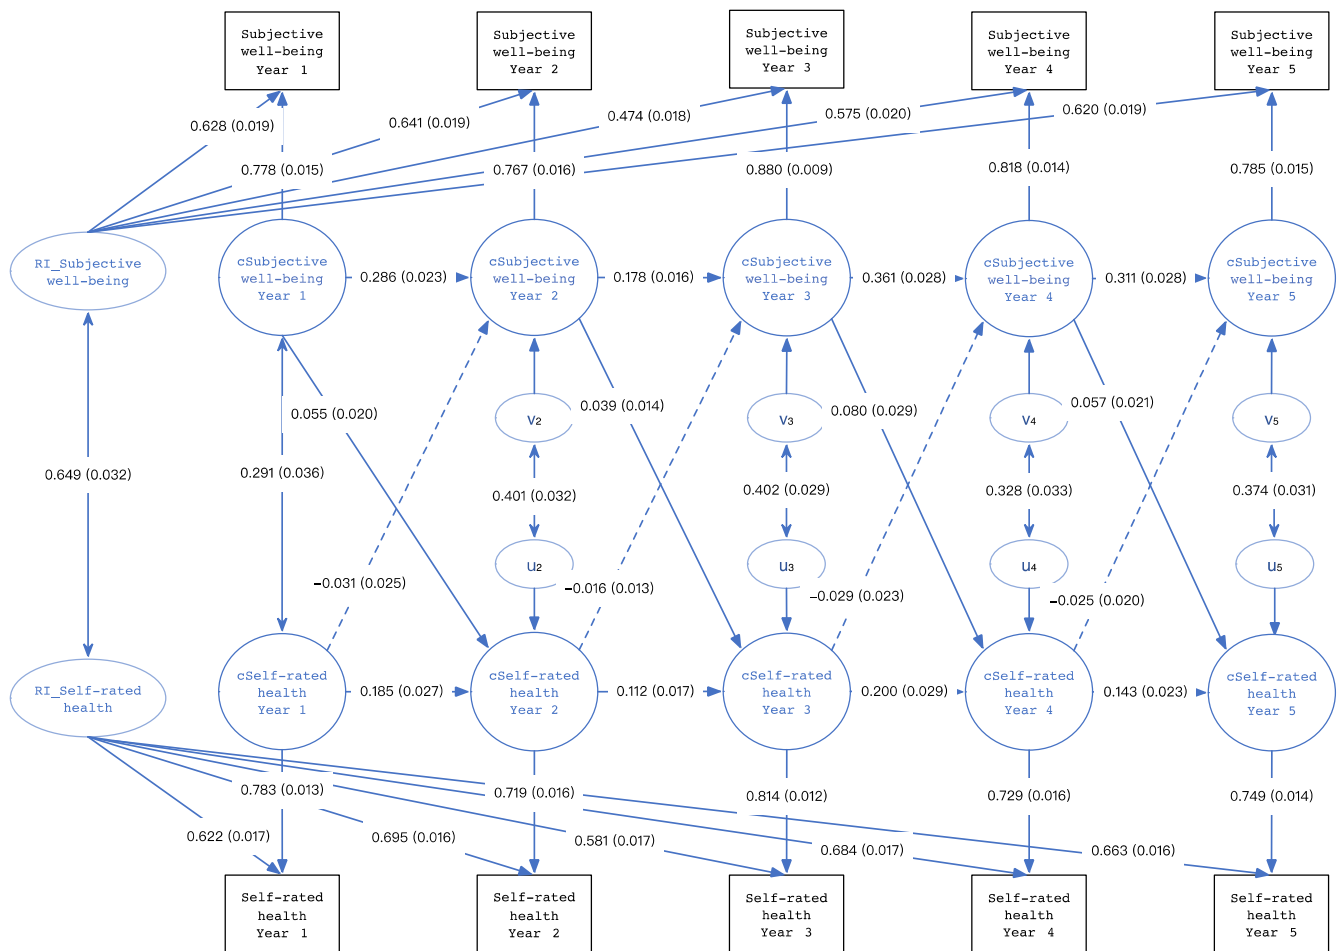 Subjective
well-being
Year 1
Subjective
well-being
Year 2
Subjective
well-being
Year 3
Subjective
well-being
Year 4
Subjective
well-being
Year 5
0.628 (0.019)
0.641 (0.019)
0.474 (0.018)
0.575 (0.020)
0.620 (0.019)
0.778 (0.015)
0.767 (0.016)
0.880 (0.009)
0.818 (0.014)
0.785 (0.015)
RI_Subjective
well-being
cSubjective
well-being
Year 1
0.286 (0.023)
cSubjective
well-being
Year 2
0.178 (0.016)
cSubjective
well-being
Year 3
0.361 (0.028)
cSubjective
well-being
Year 4
0.311 (0.028)
cSubjective
well-being
Year 5
0.055 (0.020)
v2
0.039 (0.014)
v3
0.080 (0.029)
v4
0.057 (0.021)
v5
0.649 (0.032)
0.291 (0.036)
0.401 (0.032)
0.402 (0.029)
0.328 (0.033)
0.374 (0.031)
u2
u3
u4
u5
−0.031 (0.025)
−0.016 (0.013)
−0.029 (0.023)
−0.025 (0.020)
RI_Self-rated
health
cSelf-rated
health
Year 1
0.185 (0.027)
cSelf-rated
health
Year 2
0.112 (0.017)
cSelf-rated
health
Year 3
0.200 (0.029)
cSelf-rated
health
Year 4
0.143 (0.023)
cSelf-rated
health
Year 5
0.783 (0.013)
0.719 (0.016)
0.814 (0.012)
0.729 (0.016)
0.749 (0.014)
0.622 (0.017)
0.695 (0.016)
0.581 (0.017)
0.684 (0.017)
0.663 (0.016)
Self-rated
health
Year 1
Self-rated
health
Year 2
Self-rated
health
Year 3
Self-rated
health
Year 4
Self-rated
health
Year 5